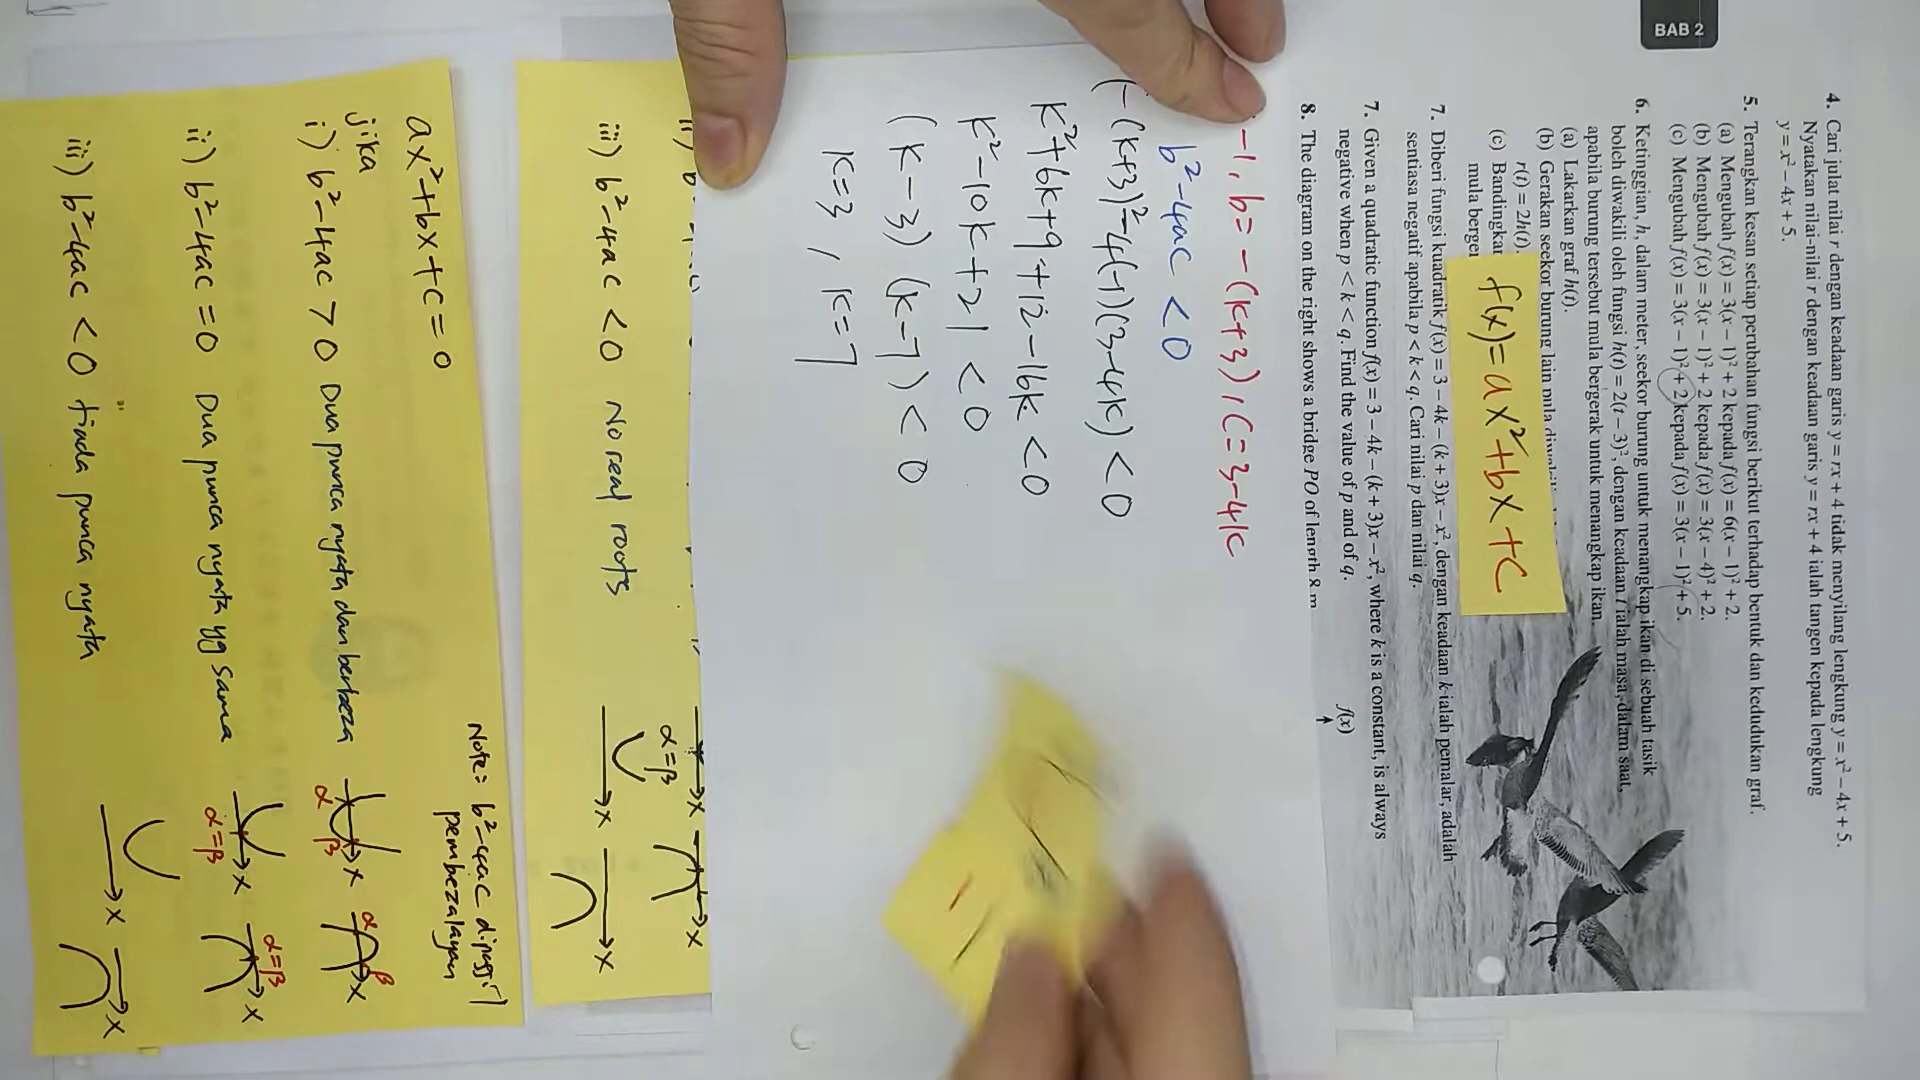 BAB 2
4. Cari julat nilai r dengan keadaan garis y = rx + 4 tidak menyilang lengkung y = x² – 4x + 5.
Nyatakan nilai-nilai r dengan keadaan garis y = rx + 4 ialah tangen kepada lengkung
y = x² – 4x + 5.
5. Terangkan kesan setiap perubahan fungsi berikut terhadap bentuk dan kedudukan graf.
(a) Mengubah f(x) = 3(x – 1)² + 2 kepada f(x) = 6(x – 1)² + 2.
(b) Mengubah f(x) = 3(x – 1)² + 2 kepada f(x) = 3(x – 4)² + 2.
(c) Mengubah f(x) = 3(x – 1)² + 2 kepada f(x) = 3(x – 1)² + 5.
6. Ketinggian, h, dalam meter, seekor burung untuk menangkap ikan di sebuah tasik
boleh diwakili oleh fungsi h(t) = 2(t – 3)², dengan keadaan t ialah masa, dalam saat,
apabila burung tersebut mula bergerak untuk menangkap ikan.
(a) Lakarkan graf h(t).
(b) Gerakan seekor burung lain pula
r(t) = 2h(t).
(c) Bandingkan
mula
7. Diberi fungsi kuadratik f(x) = 3 – 4k – (k + 3)x – x², dengan keadaan k ialah pemalar, adalah
sentiasa negatif apabila p < k < q. Cari nilai p dan nilai q.
7. Given a quadratic function f(x) = 3 – 4k – (k + 3)x – x², where k is a constant, is always
negative when p < k < q. Find the value of p and of q.
8. The diagram on the right shows a bridge PQ of length 8 m
f(x)
f(x) = ax² + bx + c
-1, b = -(k+3), c = 3-4k
b²-4ac < 0
(-(k+3))²-4(-1)(3-4k) < 0
k²+6k+9+12-16k < 0
k²-10k+21 < 0
(k-3)(k-7) < 0
k=3, k=7
α=β
x x
iii) b²-4ac < 0 No real roots
x x
ax²+bx+c=0
Note: b²-4ac dipanggil
pembezalayan
jika
i) b²-4ac > 0 Dua punca nyata dan berbeza
α β x α β x
ii) b²-4ac = 0 Dua punca nyata yg sama
α=β x α=β x
iii) b²-4ac < 0 tiada punca nyata
x x